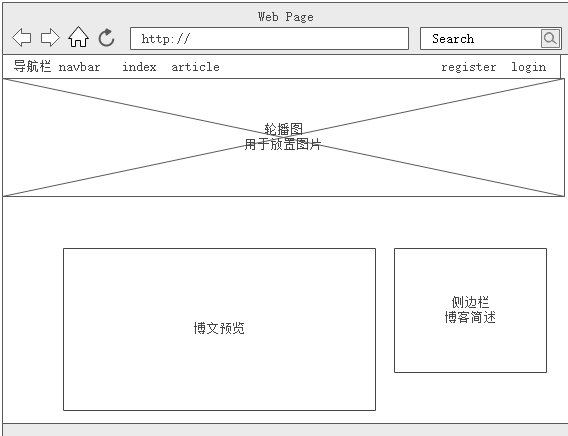 Web Page
http://
Search
导航栏 navbar index article register login
轮播图
用于放置图片
博文预览
侧边栏
博客简述